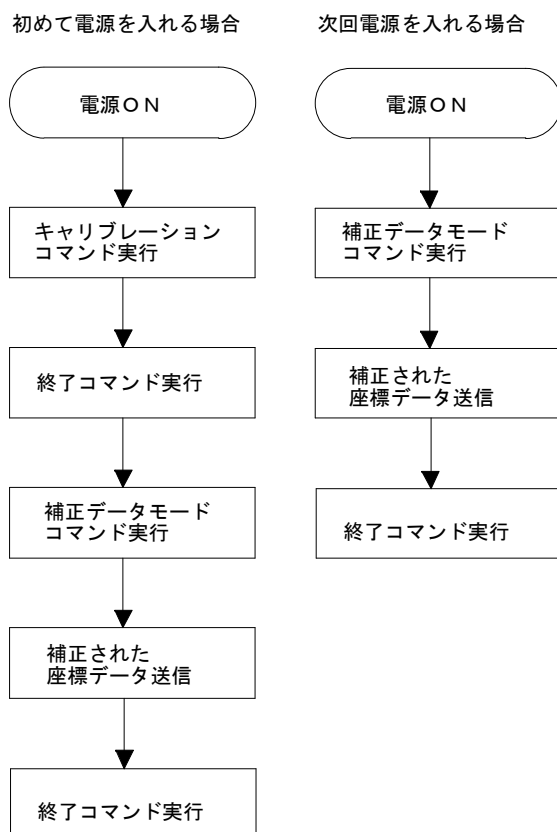 初めて電源を入れる場合
電源ＯＮ
キャリブレーション
コマンド実行
終了コマンド実行
補正データモード
コマンド実行
補正された
座標データ送信
終了コマンド実行
次回電源を入れる場合
電源ＯＮ
補正データモード
コマンド実行
補正された
座標データ送信
終了コマンド実行